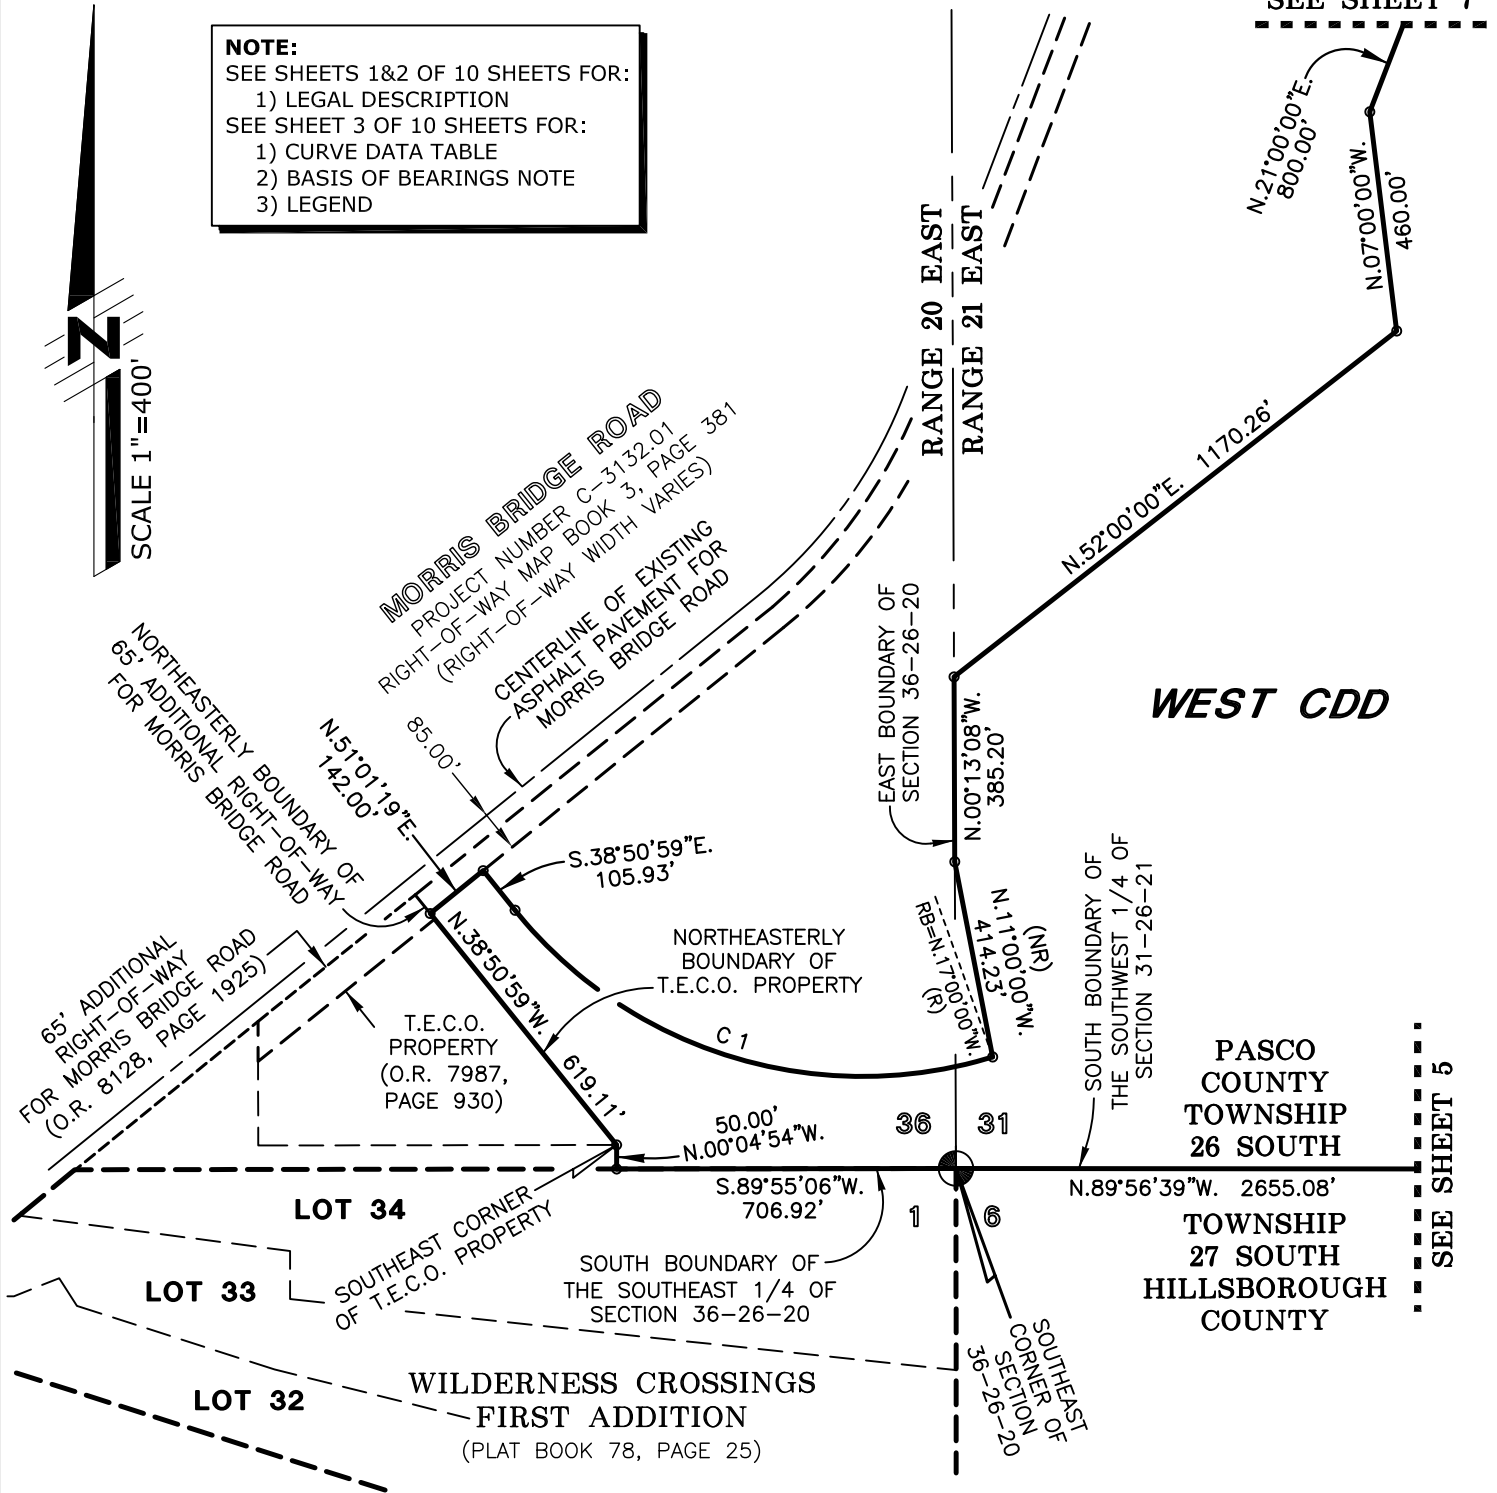 SEE SHEET 7
NOTE:
SEE SHEETS 1&2 OF 10 SHEETS FOR:
1) LEGAL DESCRIPTION
SEE SHEET 3 OF 10 SHEETS FOR:
1) CURVE DATA TABLE
2) BASIS OF BEARINGS NOTE
3) LEGEND
N
SCALE 1"=400'
N.21°00'00"E.
800.00'
N.07°00'00"W.
460.00'
RANGE 20 EAST
RANGE 21 EAST
MORRIS BRIDGE ROAD
PROJECT NUMBER C-3132.01
RIGHT-OF-WAY MAP BOOK 3, PAGE 381
(RIGHT-OF-WAY WIDTH VARIES)
CENTERLINE OF EXISTING
ASPHALT PAVEMENT FOR
MORRIS BRIDGE ROAD
N.52°00'00"E. 1170.26'
NORTHEASTERLY BOUNDARY OF
65' ADDITIONAL RIGHT-OF-WAY
FOR MORRIS BRIDGE ROAD
N.51°01'19"E.
142.00'
85.00'
EAST BOUNDARY OF
SECTION 36-26-20
N.00°13'08"W.
385.20'
WEST CDD
S.38°50'59"E.
105.93'
N.38°50'59"W. 619.11'
NORTHEASTERLY
BOUNDARY OF
T.E.C.O. PROPERTY
RB=N.17°00'00"W.
(R)
N.11°00'00"W.
414.23'
(NR)
SOUTH BOUNDARY OF
THE SOUTHWEST 1/4 OF
SECTION 31-26-21
65' ADDITIONAL
RIGHT-OF-WAY
FOR MORRIS BRIDGE ROAD
(O.R. 8128, PAGE 1925)
T.E.C.O.
PROPERTY
(O.R. 7987,
PAGE 930)
C 1
PASCO
COUNTY
TOWNSHIP
26 SOUTH
36
31
50.00'
N.00°04'54"W.
S.89°55'06"W.
706.92'
N.89°56'39"W. 2655.08'
1
6
TOWNSHIP
27 SOUTH
HILLSBOROUGH
COUNTY
SEE SHEET 5
LOT 34
SOUTHEAST CORNER
OF T.E.C.O. PROPERTY
SOUTH BOUNDARY OF
THE SOUTHEAST 1/4 OF
SECTION 36-26-20
LOT 33
SOUTHEAST
CORNER OF
SECTION
36-26-20
LOT 32
WILDERNESS CROSSINGS
FIRST ADDITION
(PLAT BOOK 78, PAGE 25)